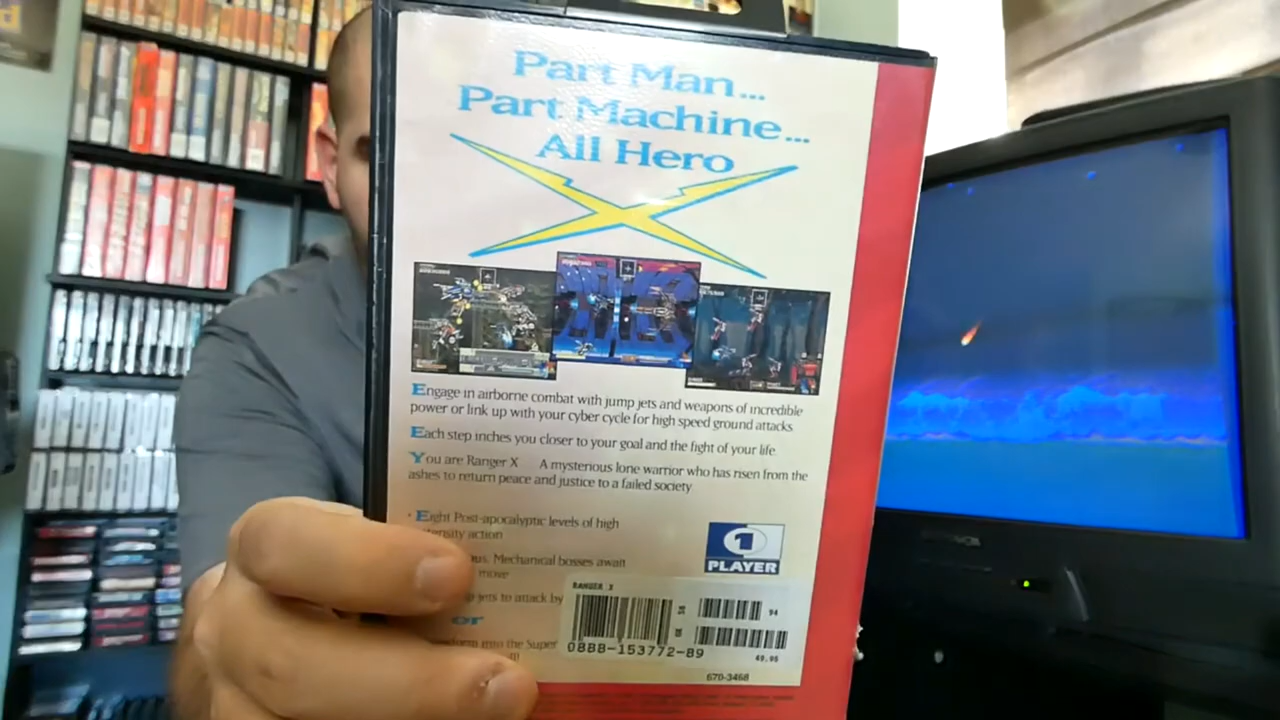 Part Man...
Part Machine...
All Hero
Engage in airborne combat with jump jets and weapons of incredible
power or link up with your cyber cycle for high speed ground attacks
Each step inches you closer to your goal and the fight of your life
You are Ranger X A mysterious lone warrior who has risen from the
ashes to return peace and justice to a failed society
Eight Post-apocalyptic levels of high
action
Mechanical bosses await
move
jets to attack by
or
into the Super
1
PLAYER
RANGER X
94
0888-153772-89
49.96
670-3468